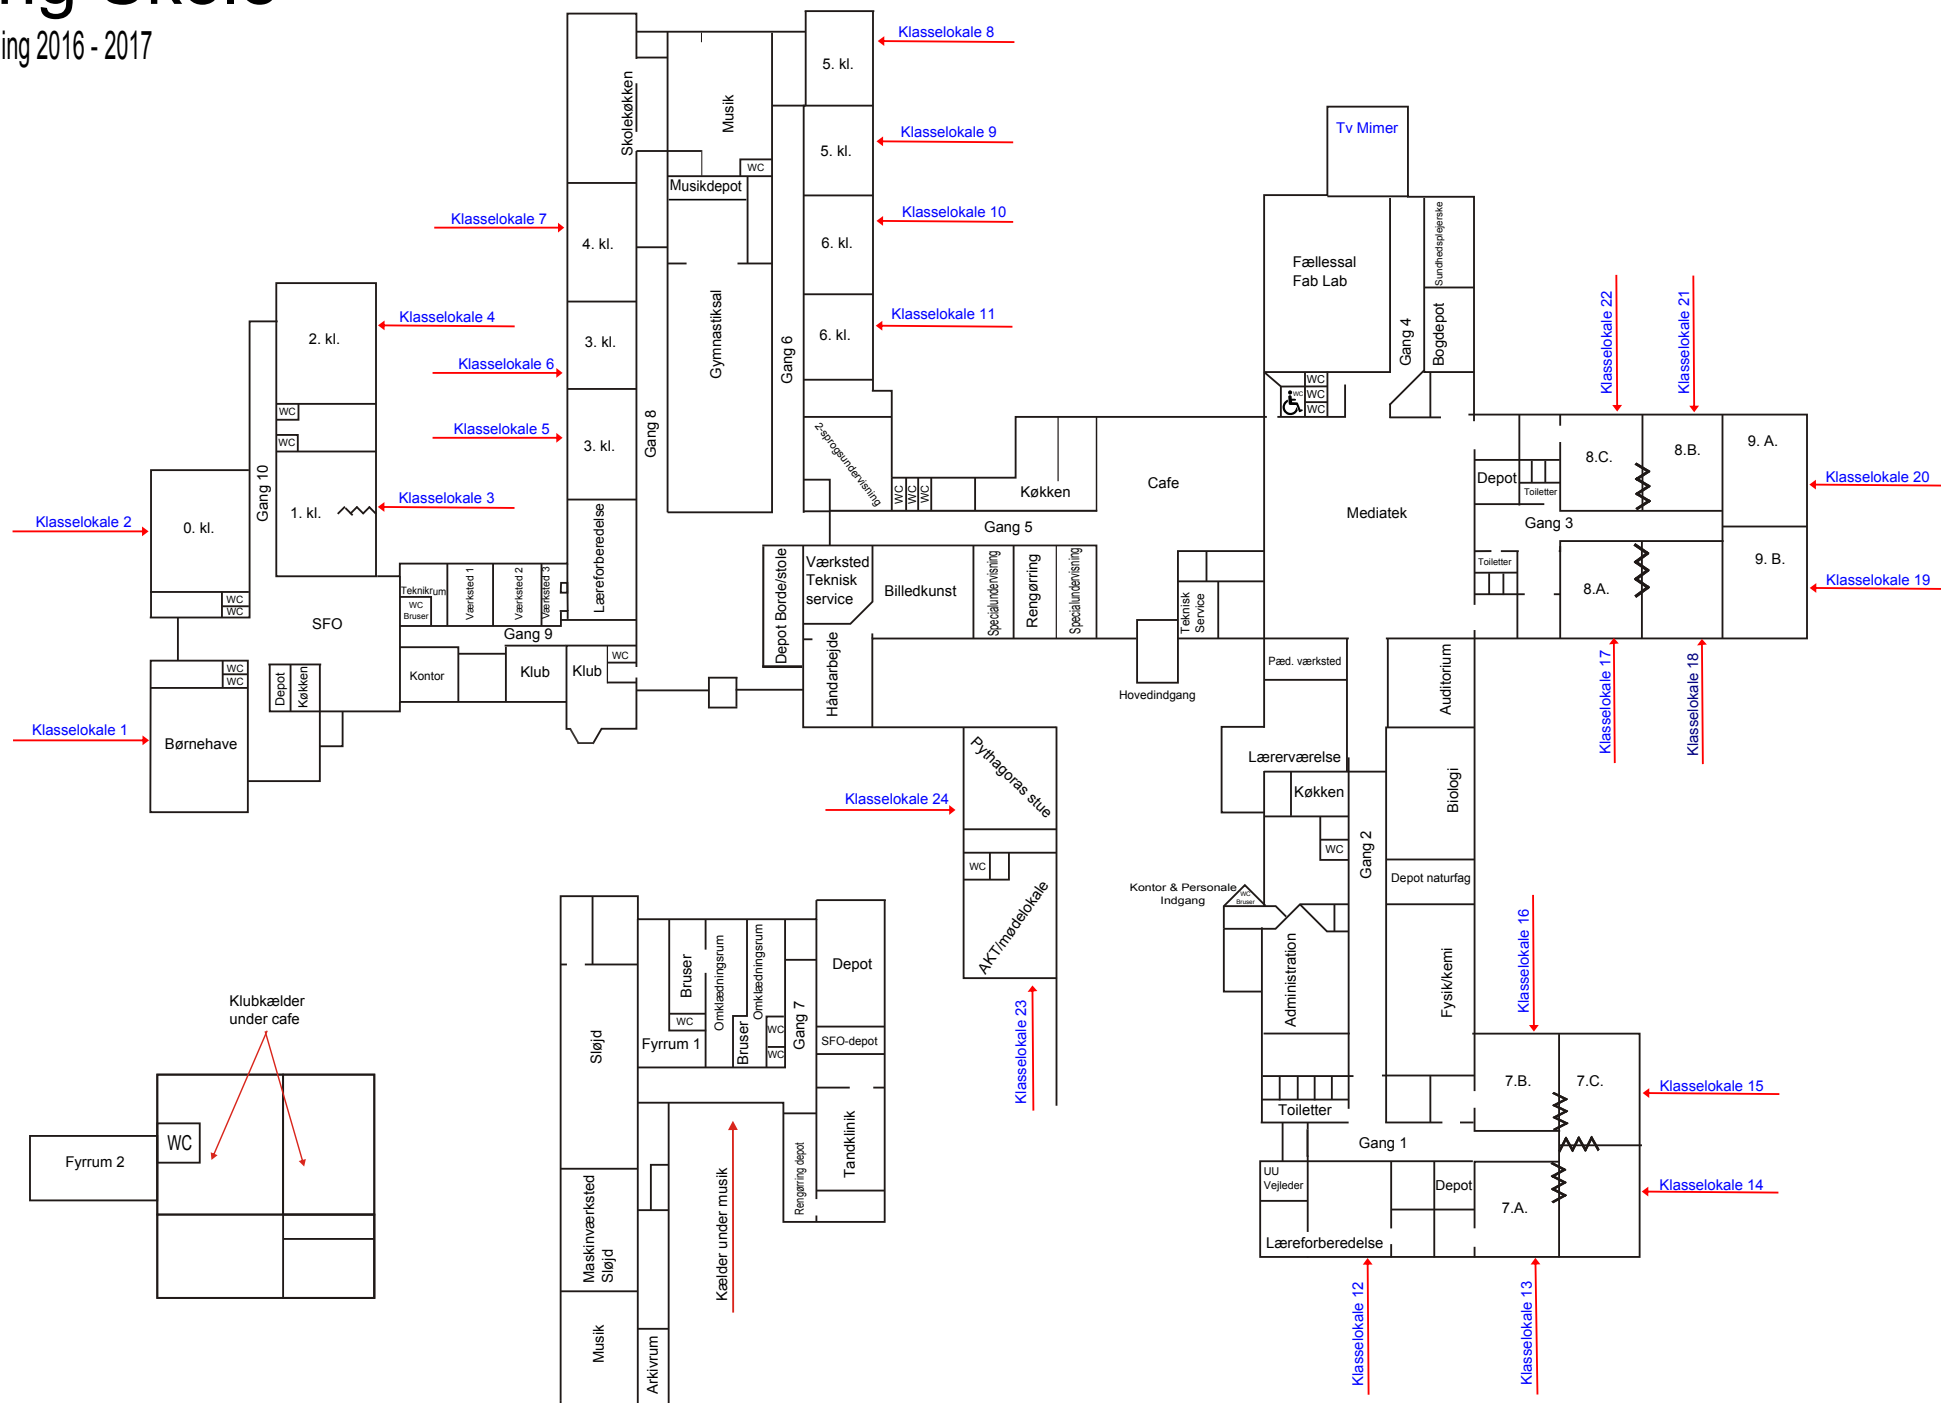 ing 2016 - 2017
Klasselokale 8
5. kl.
Skolekøkken
Musik
Klasselokale 9
5. kl.
WC
Musikdepot
Tv Mimer
Klasselokale 7
4. kl.
Klasselokale 10
6. kl.
Sundhedsplejerske
Fællessal
Fab Lab
Gang 4
Bogdepot
Klasselokale 22
Klasselokale 21
Klasselokale 4
2. kl.
Klasselokale 11
6. kl.
Gymnastiksal
Gang 6
3. kl.
Klasselokale 6
WC
WC
WC
WC
WC
WC
Gang 8
Klasselokale 5
3. kl.
2-sprogsundervisning
9. A.
8.C.
8.B.
Gang 10
1. kl.
Klasselokale 3
WC
WC
WC
Køkken
Cafe
Depot
Toiletter
Klasselokale 20
Klasselokale 2
0. kl.
Mediatek
Gang 5
Gang 3
Læreforberedelse
Depot Borde/stole
Værksted
Teknisk
service
Billedkunst
Specialundervisning
Rengørring
Specialundervisning
Toiletter
9. B.
8.A.
Klasselokale 19
Teknikrum
WC
Bruser
Værksted 1
Værksted 2
Værksted 3
Teknisk
Service
WC
WC
SFO
Gang 9
WC
WC
WC
Depot
Køkken
Kontor
Klub
Klub
Håndarbejde
Hovedindgang
Pæd. værksted
Auditorium
Klasselokale 17
Klasselokale 18
Klasselokale 1
Børnehave
Pythagoras stue
Lærerværelse
Klasselokale 24
Køkken
Biologi
WC
Gang 2
WC
Depot naturfag
Kontor & Personale
Indgang
WC
Bruser
AKT/mødelokale
Administration
Fysik/kemi
Klasselokale 16
Bruser
Omklædningsrum
Omklædningsrum
Depot
Klubkælder
under cafe
WC
Fyrrum 1
Bruser
WC
WC
Gang 7
SFO-depot
Sløjd
Klasselokale 23
7.B.
7.C.
Klasselokale 15
Toiletter
WC
Fyrrum 2
Gang 1
Tandklinik
Rengørring depot
UU
Vejleder
Depot
7.A.
Klasselokale 14
Maskinværksted
Sløjd
Kælder under musik
Læreforberedelse
Klasselokale 12
Klasselokale 13
Musik
Arkivrum